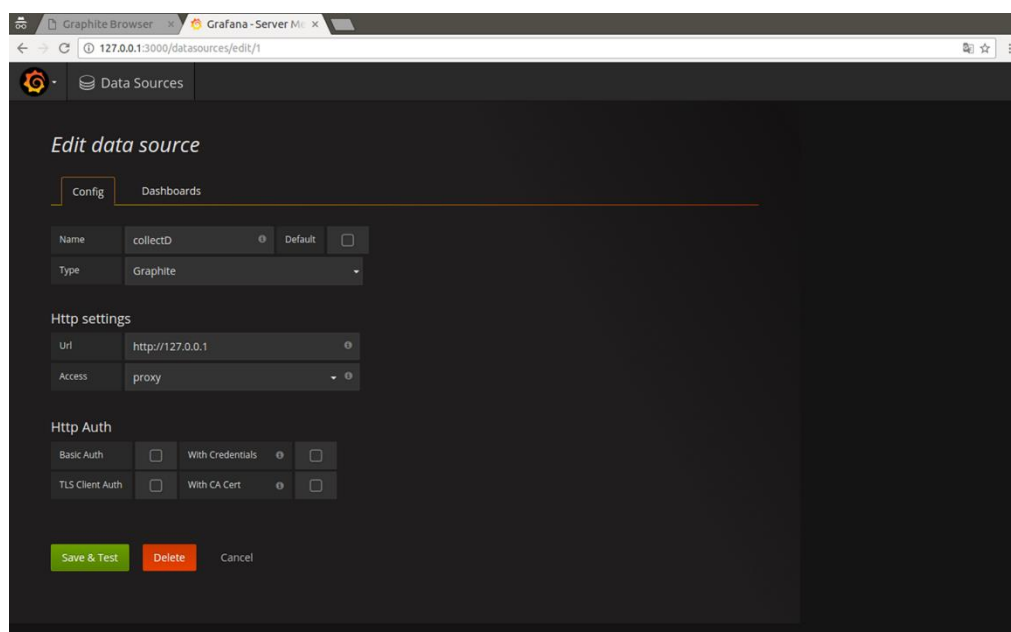 Graphite Browser
Grafana - Server Me
127.0.0.1:3000/datasources/edit/1
Data Sources
Edit data source
Config Dashboards
Name collectD Default
Type Graphite
Http settings
Url http://127.0.0.1
Access proxy
Http Auth
Basic Auth With Credentials
TLS Client Auth With CA Cert
Save & Test Delete Cancel